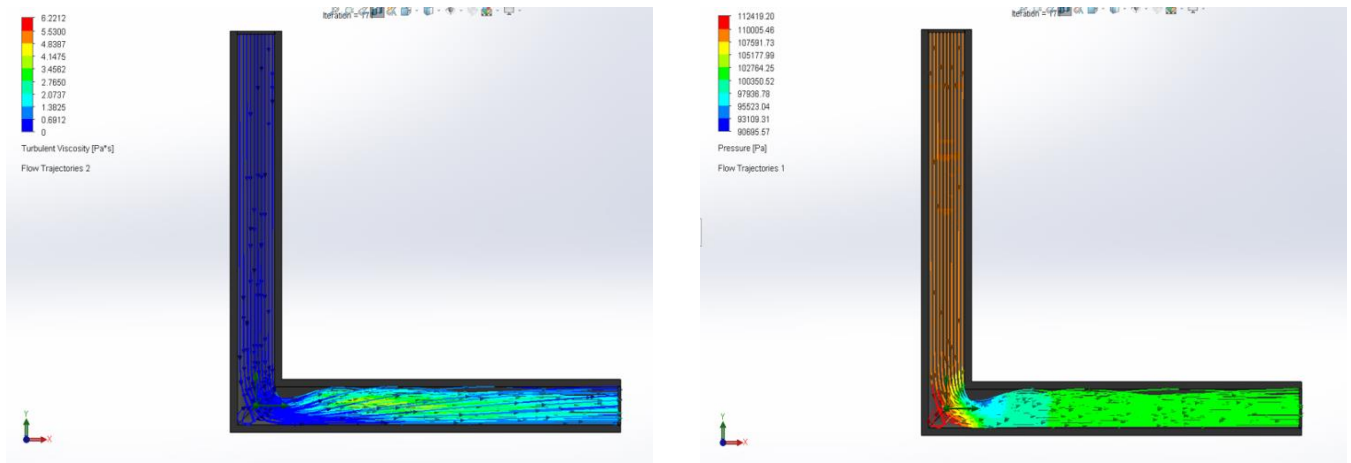 6.2212
5.5300
4.8387
4.1475
3.4562
2.7650
2.0737
1.3825
0.6912
0
Turbulent Viscosity [Pa*s]
Flow Trajectories 2
Iteration =
Y
X
112419.20
110005.46
107591.73
105177.99
102764.25
100350.52
97936.78
95523.04
93109.31
90695.57
Pressure [Pa]
Flow Trajectories 1
Iteration =
Y
X